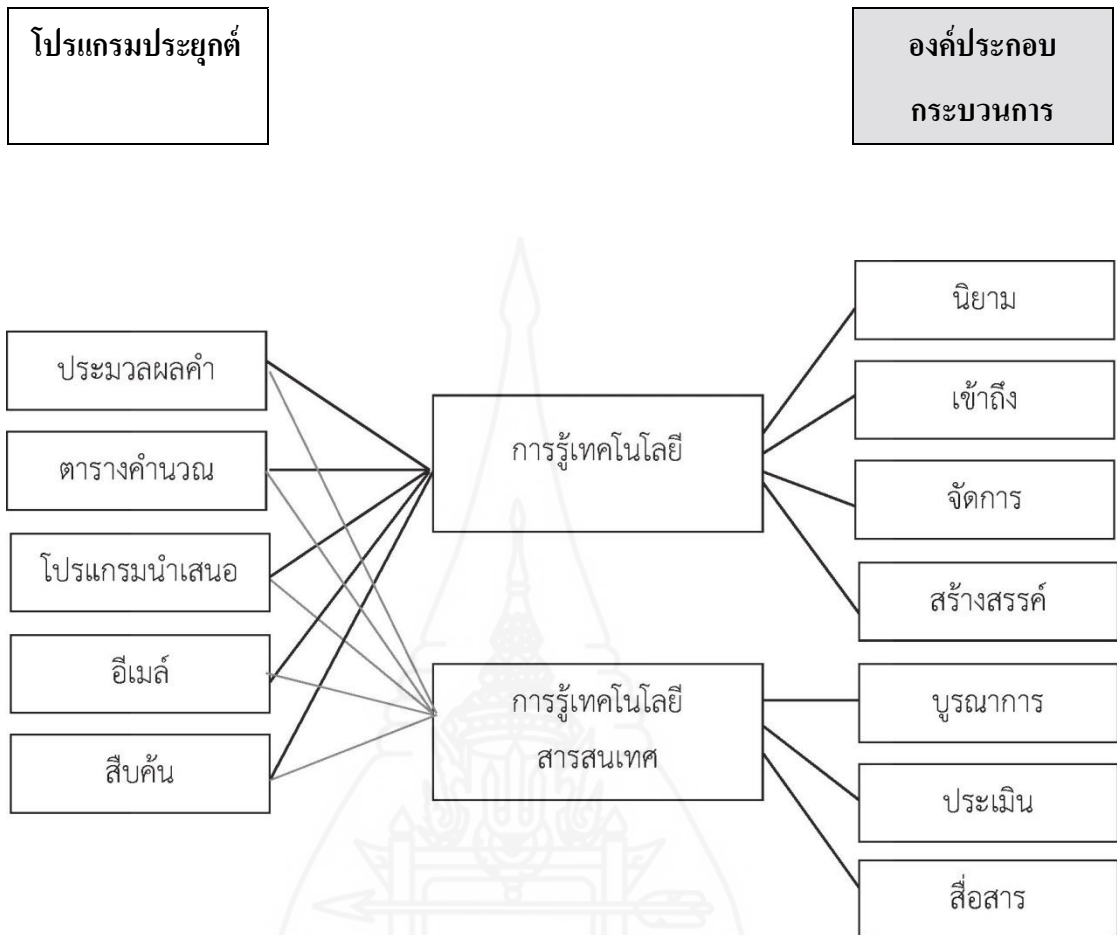 โปรแกรมประยุกต์
องค์ประกอบ
กระบวนการ
ประมวลผลคำ
ตารางคำนวณ
โปรแกรมนำเสนอ
อีเมล์
สืบค้น
การรู้เทคโนโลยี
การรู้เทคโนโลยี
สารสนเทศ
นิยาม
เข้าถึง
จัดการ
สร้างสรรค์
บูรณาการ
ประเมิน
สื่อสาร